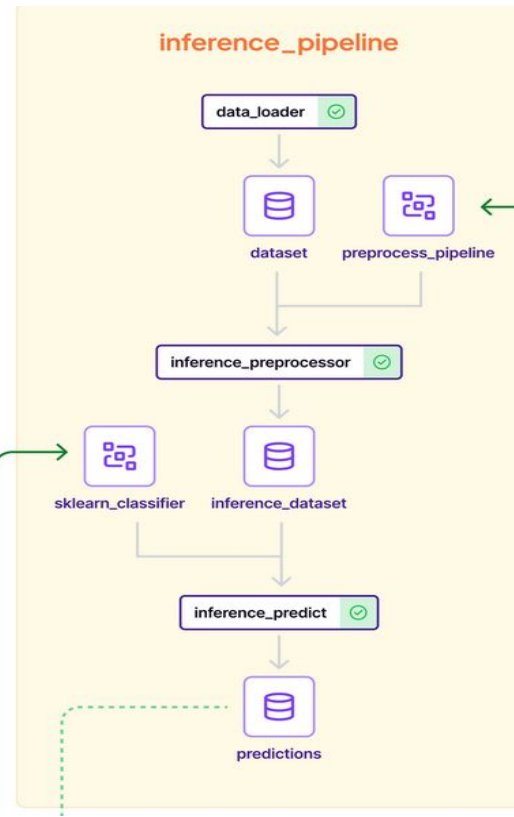 inference_pipeline
data_loader
dataset
preprocess_pipeline
inference_preprocessor
sklearn_classifier
inference_dataset
inference_predict
predictions